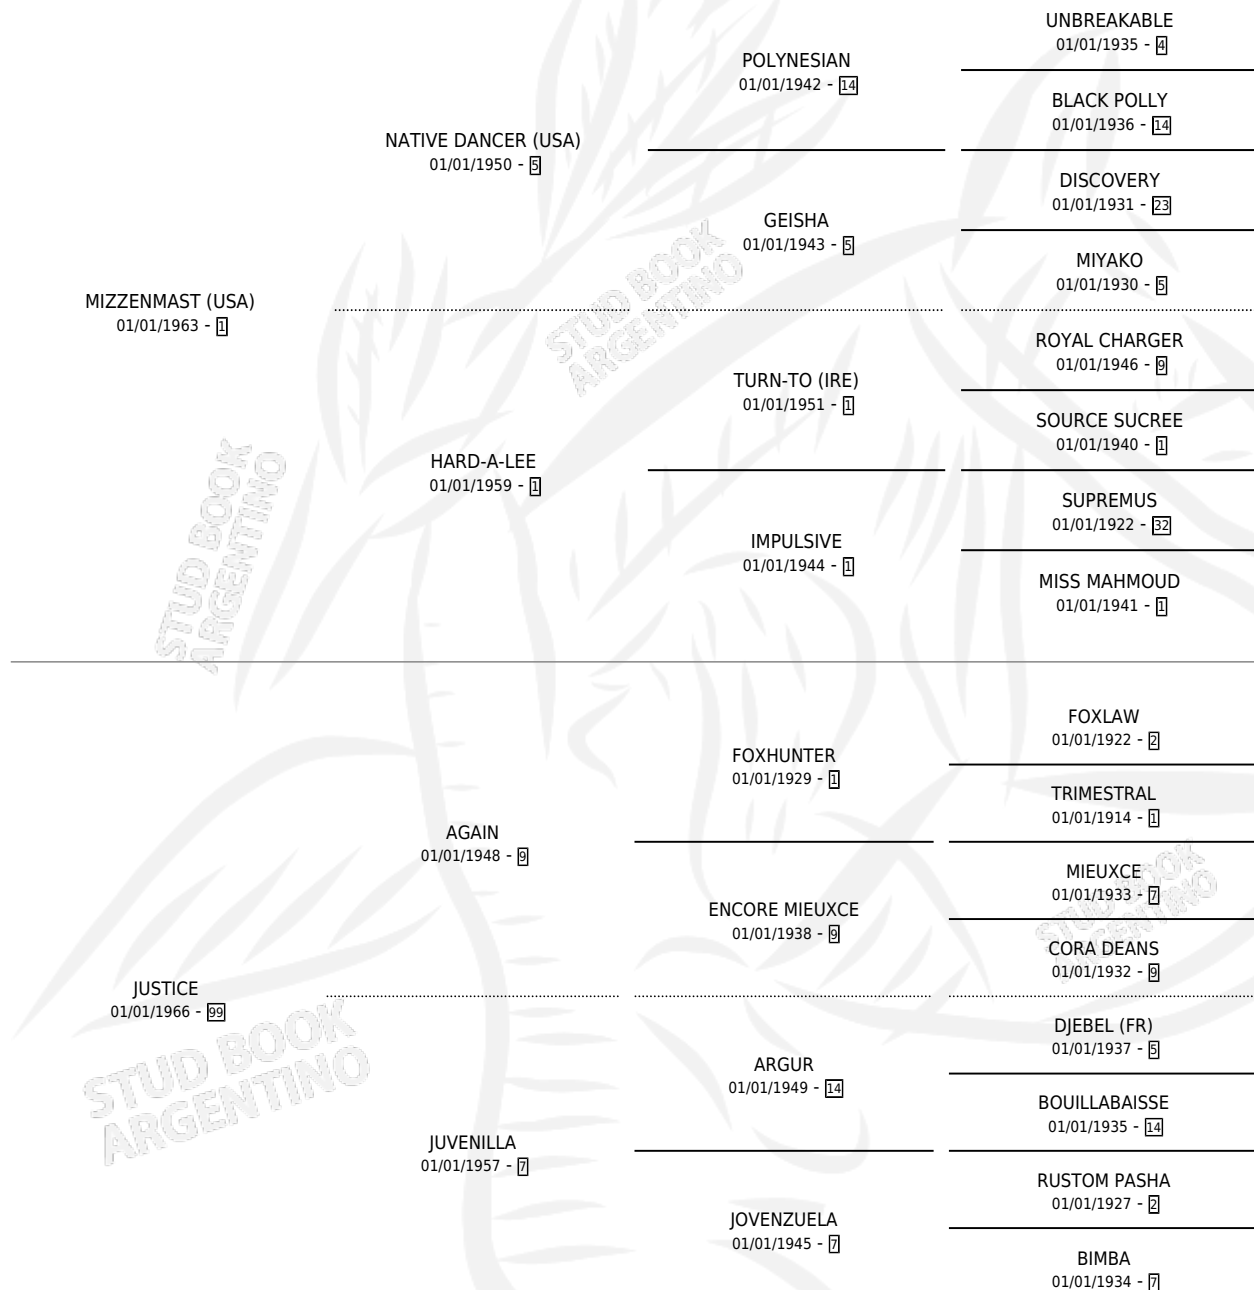 MIZZENMAST (USA)
01/01/1963 - 1
NATIVE DANCER (USA)
01/01/1950 - 5
HARD-A-LEE
01/01/1959 - 1
POLYNESIAN
01/01/1942 - 14
GEISHA
01/01/1943 - 5
TURN-TO (IRE)
01/01/1951 - 1
IMPULSIVE
01/01/1944 - 1
UNBREAKABLE
01/01/1935 - 4
BLACK POLLY
01/01/1936 - 14
DISCOVERY
01/01/1931 - 23
MIYAKO
01/01/1930 - 5
ROYAL CHARGER
01/01/1946 - 9
SOURCE SUCREE
01/01/1940 - 1
SUPREMUS
01/01/1922 - 32
MISS MAHMOUD
01/01/1941 - 1
STUD BOOK
ARGENTINO
STUD BOOK
ARGENTINO
JUSTICE
01/01/1966 - 99
AGAIN
01/01/1948 - 9
JUVENILLA
01/01/1957 - 7
FOXHUNTER
01/01/1929 - 1
ENCORE MIEUXCE
01/01/1938 - 9
ARGUR
01/01/1949 - 14
JOVENZUELA
01/01/1945 - 7
FOXLAW
01/01/1922 - 2
TRIMESTRAL
01/01/1914 - 1
MIEUXCE
01/01/1933 - 7
CORA DEANS
01/01/1932 - 9
DJEBEL (FR)
01/01/1937 - 5
BOUILLABAISSE
01/01/1935 - 14
RUSTOM PASHA
01/01/1927 - 2
BIMBA
01/01/1934 - 7
STUD BOOK
ARGENTINO
STUD BOOK
ARGENTINO